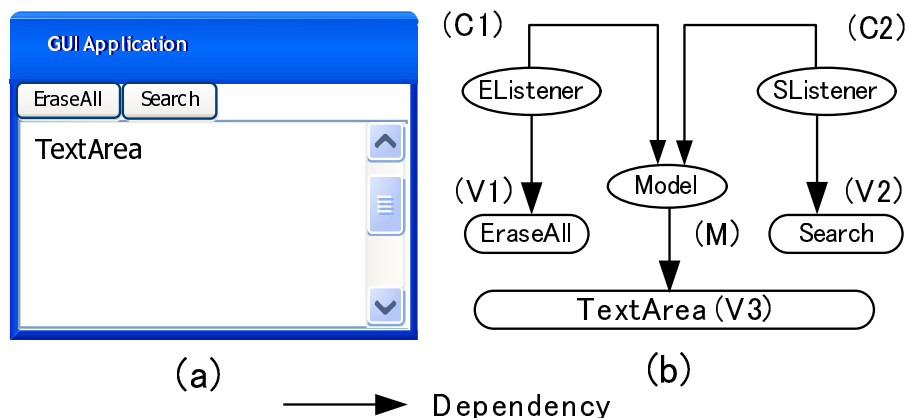 GUI Application
EraseAll
Search
TextArea
(a)
(C1)
(C2)
EListener
SListener
(V1)
Model
(V2)
EraseAll
(M)
Search
TextArea (V3)
(b)
Dependency